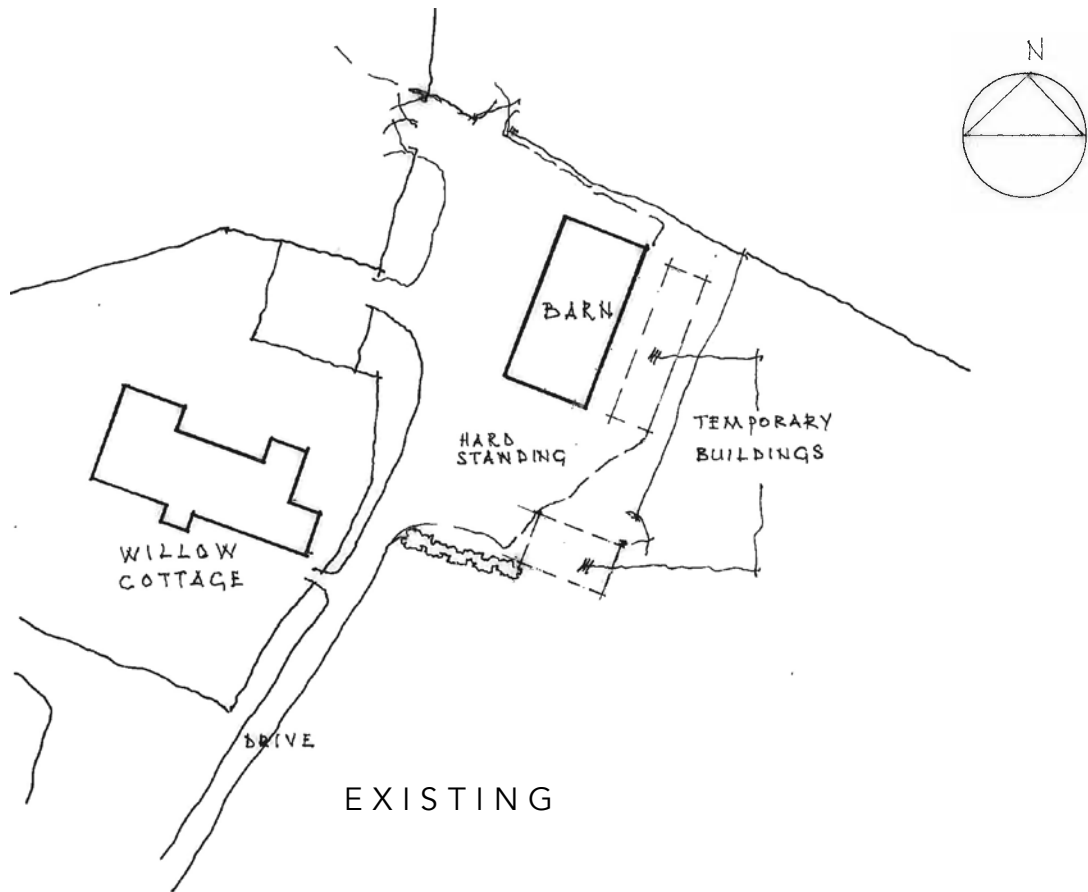 N
BARN
TEMPORARY
BUILDINGS
HARD
STANDING
WILLOW
COTTAGE
DRIVE
EXISTING